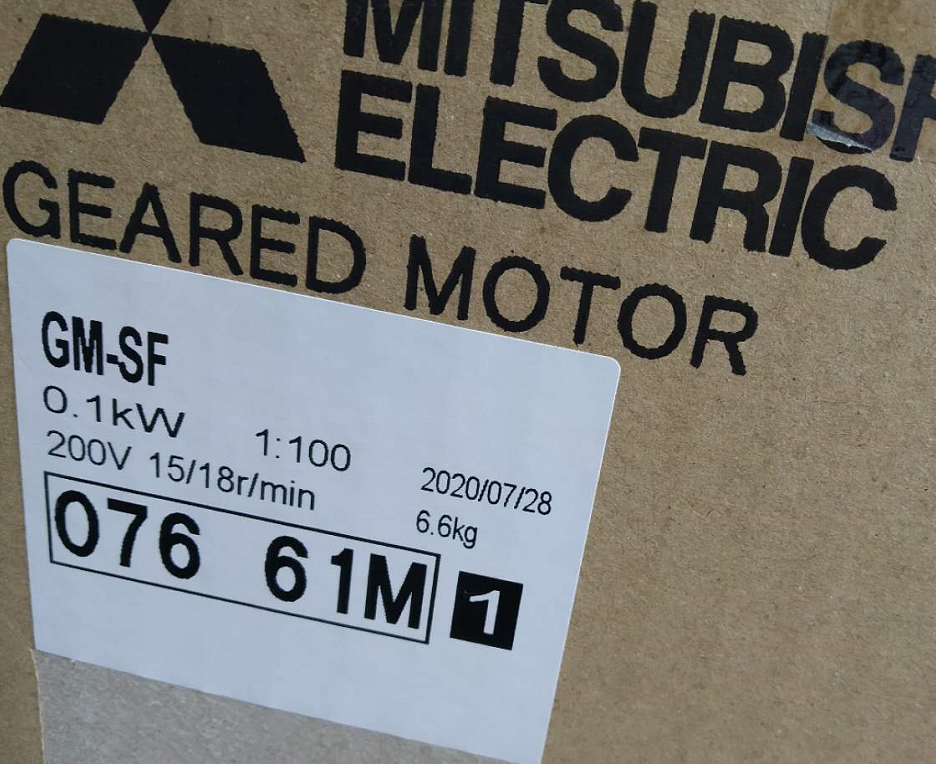 MITSUBISH
ELECTRIC
GEARED MOTOR
GM-SF
0.1kW 1:100
200V 15/18r/min 2020/07/28
6.6kg
076 61M 1